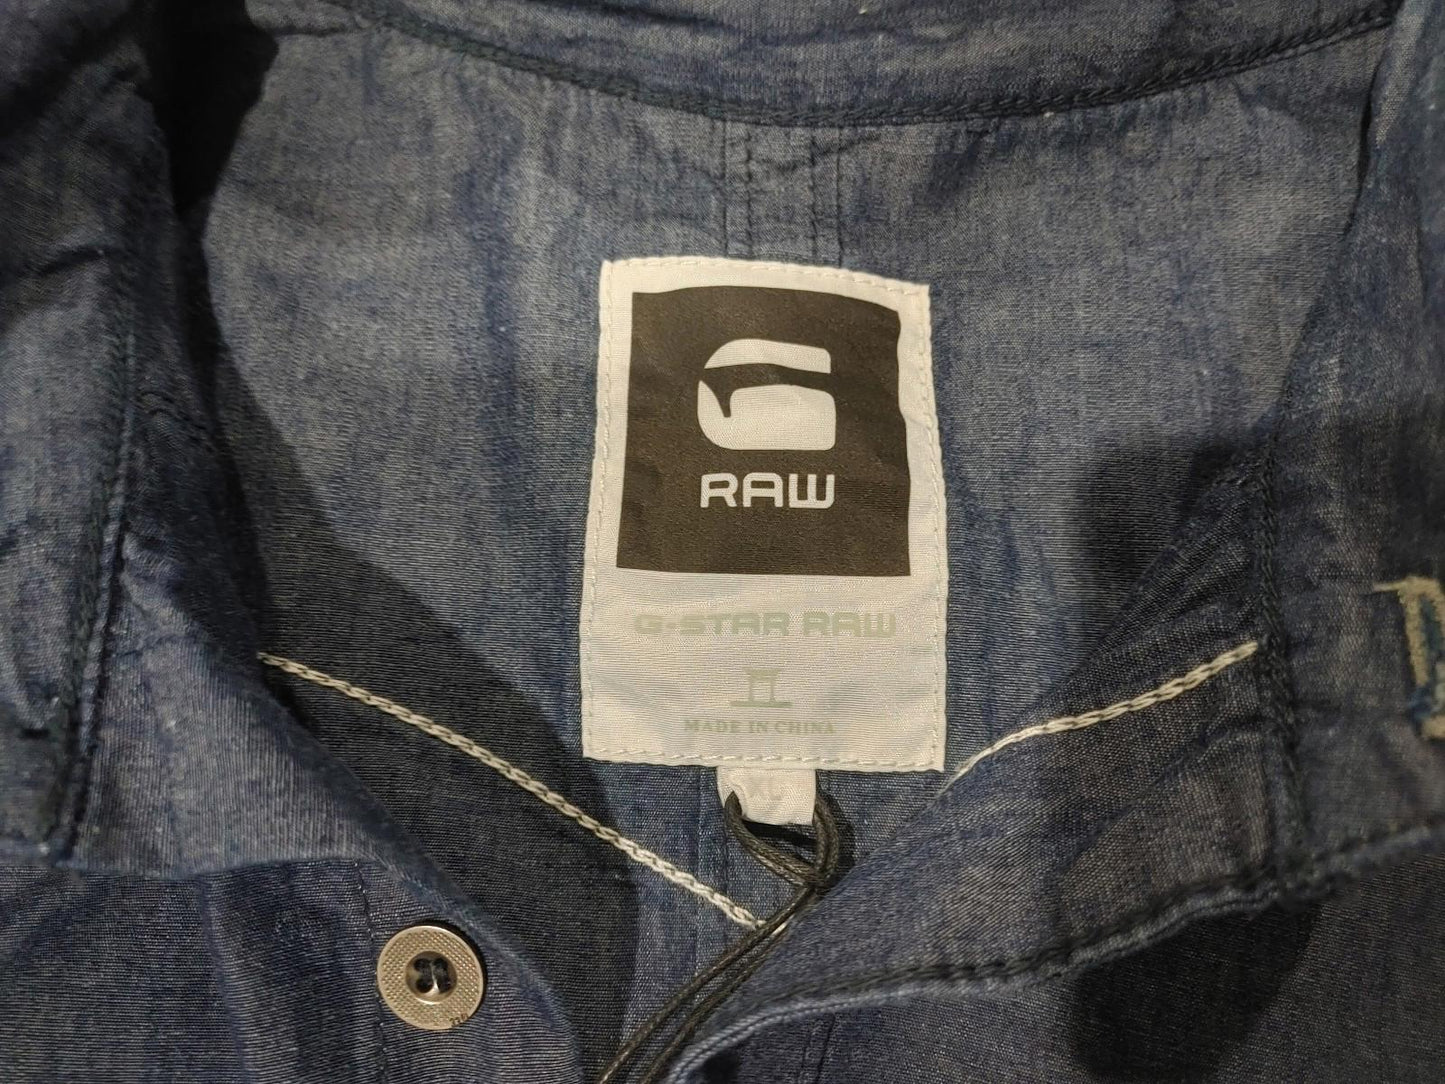 RAW
G-STAR RAW
MADE IN CHINA
XL